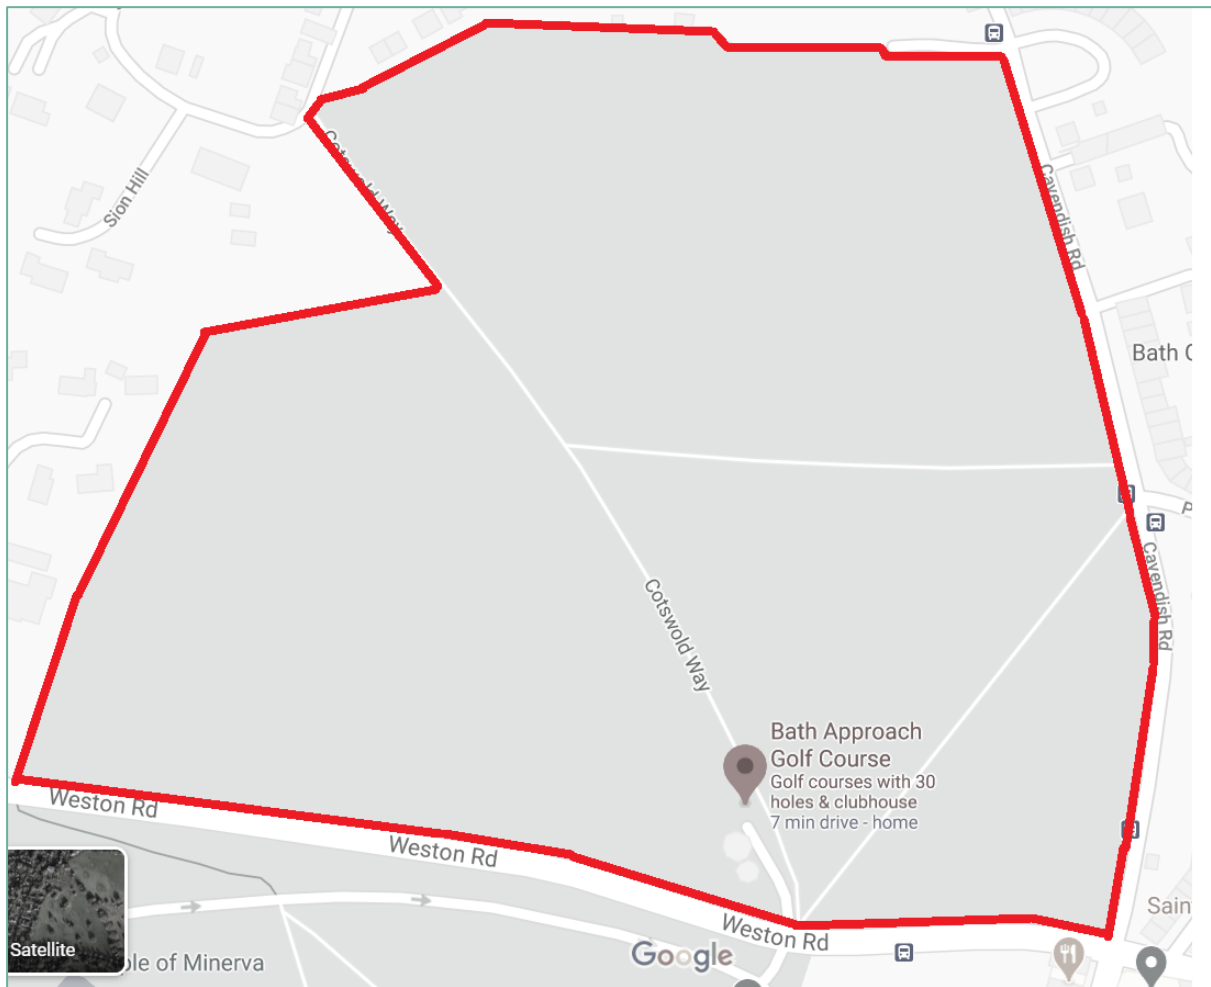 Cotswold Way
Sion Hill
Cavendish Rd
Bath
Cavendish Rd
Cotswold Way
Bath Approach
Golf Course
Golf courses with 30
holes & clubhouse
7 min drive - home
Weston Rd
Weston Rd
Weston Rd
Satellite
ple of Minerva
Google
Sain